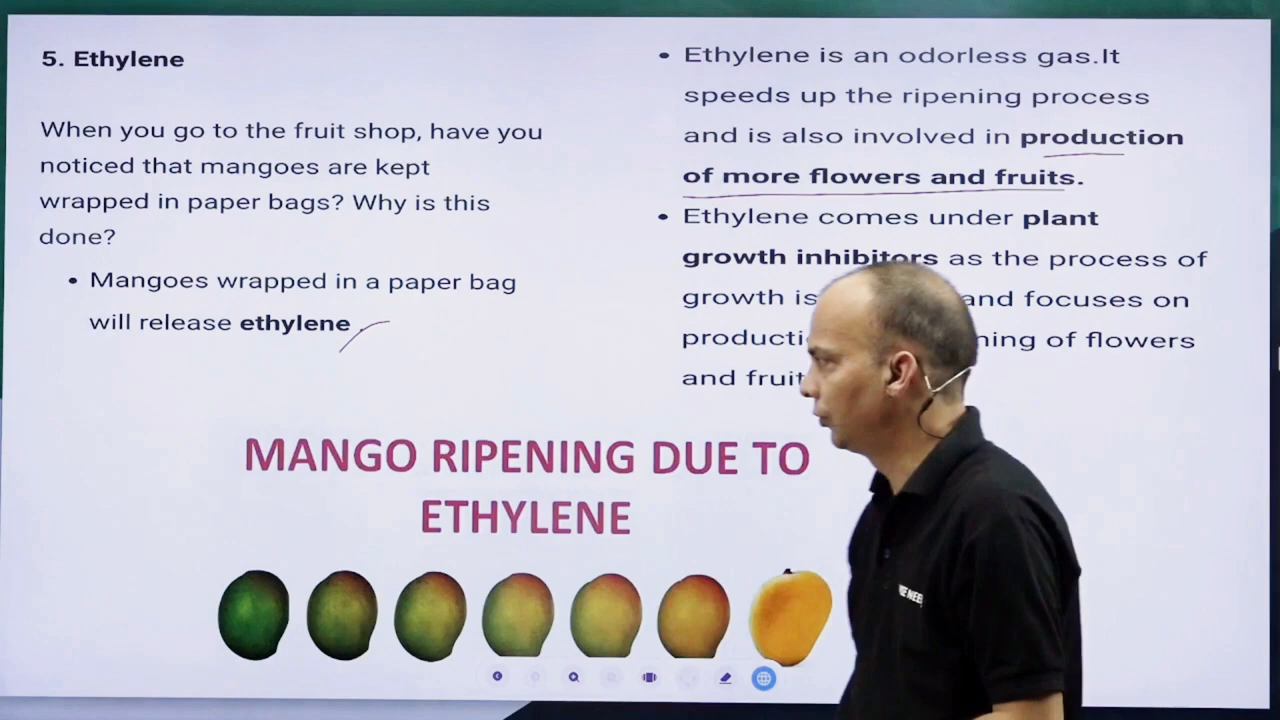 5. Ethylene
When you go to the fruit shop, have you
noticed that mangoes are kept
wrapped in paper bags? Why is this
done?
• Mangoes wrapped in a paper bag
will release ethylene
• Ethylene is an odorless gas.It
speeds up the ripening process
and is also involved in production
of more flowers and fruits.
• Ethylene comes under plant
growth inhibitors as the process of
growth is and focuses on
of flowers
and
MANGO RIPENING DUE TO
ETHYLENE